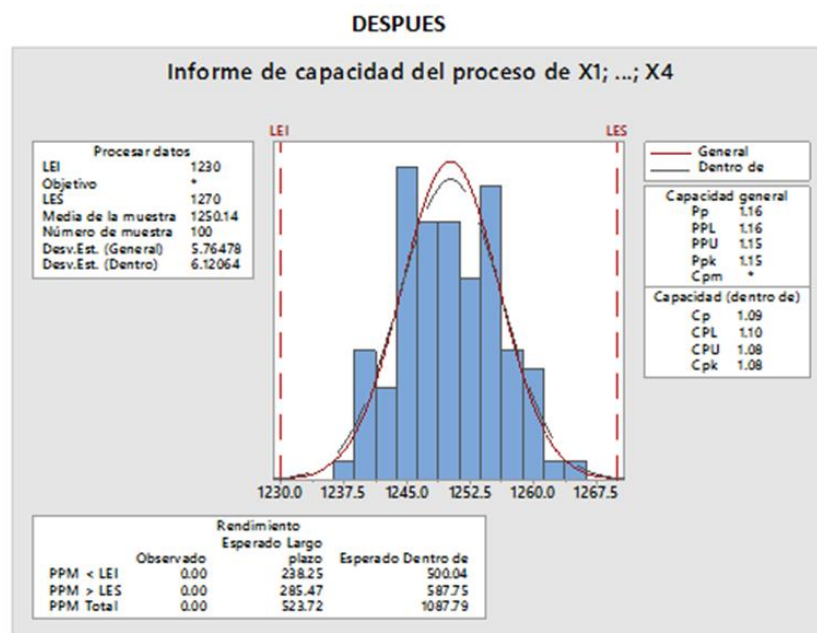 DESPUES
Informe de capacidad del proceso de X1; ...; X4
LEI
LES
Procesar datos
LEI 1230
Objetivo *
LES 1270
Media de la muestra 1250.14
Número de muestra 100
Desv.Est. (General) 5.76478
Desv.Est. (Dentro) 6.12064
General
Dentro de
Capacidad general
Pp 1.16
PPL 1.16
PPU 1.15
Ppk 1.15
Cpm *
Capacidad (dentro de)
Cp 1.09
CPL 1.10
CPU 1.08
Cpk 1.08
1230.0 1237.5 1245.0 1252.5 1260.0 1267.5
Rendimiento
Esperado Largo
Observado plazo Esperado Dentro de
PPM < LEI 0.00 238.25 500.04
PPM > LES 0.00 285.47 587.75
PPM Total 0.00 523.72 1087.79